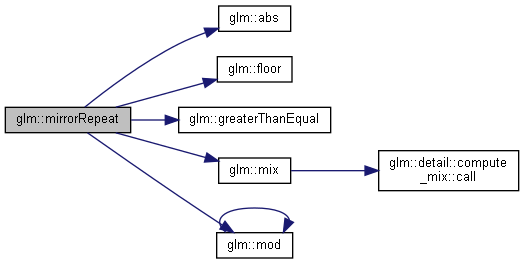 glm::abs
glm::floor
glm::mirrorRepeat
glm::greaterThanEqual
glm::mix
glm::detail::compute
_mix::call
glm::mod